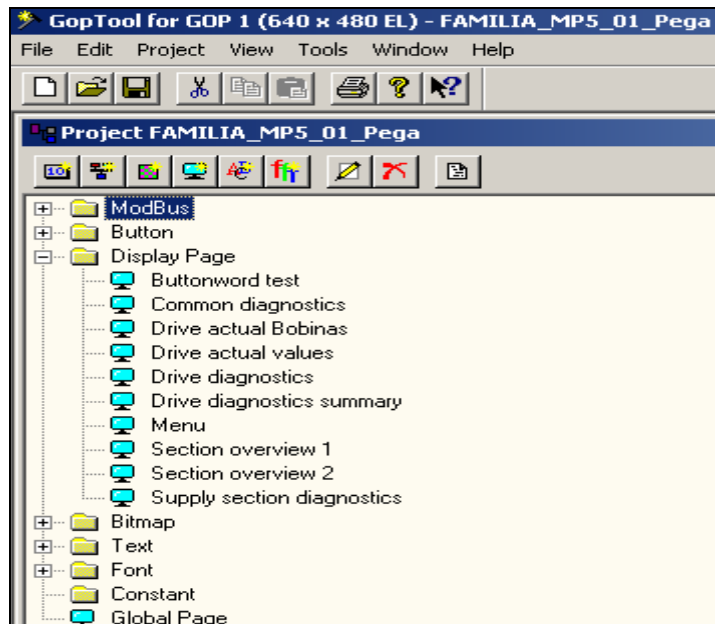 GopTool for GOP 1 (640 x 480 EL) - FAMILIA_MP5_01_Pega
File Edit Project View Tools Window Help
Project FAMILIA_MP5_01_Pega
ModBus
Button
Display Page
Buttonword test
Common diagnostics
Drive actual Bobinas
Drive actual values
Drive diagnostics
Drive diagnostics summary
Menu
Section overview 1
Section overview 2
Supply section diagnostics
Bitmap
Text
Font
Constant
Global Page